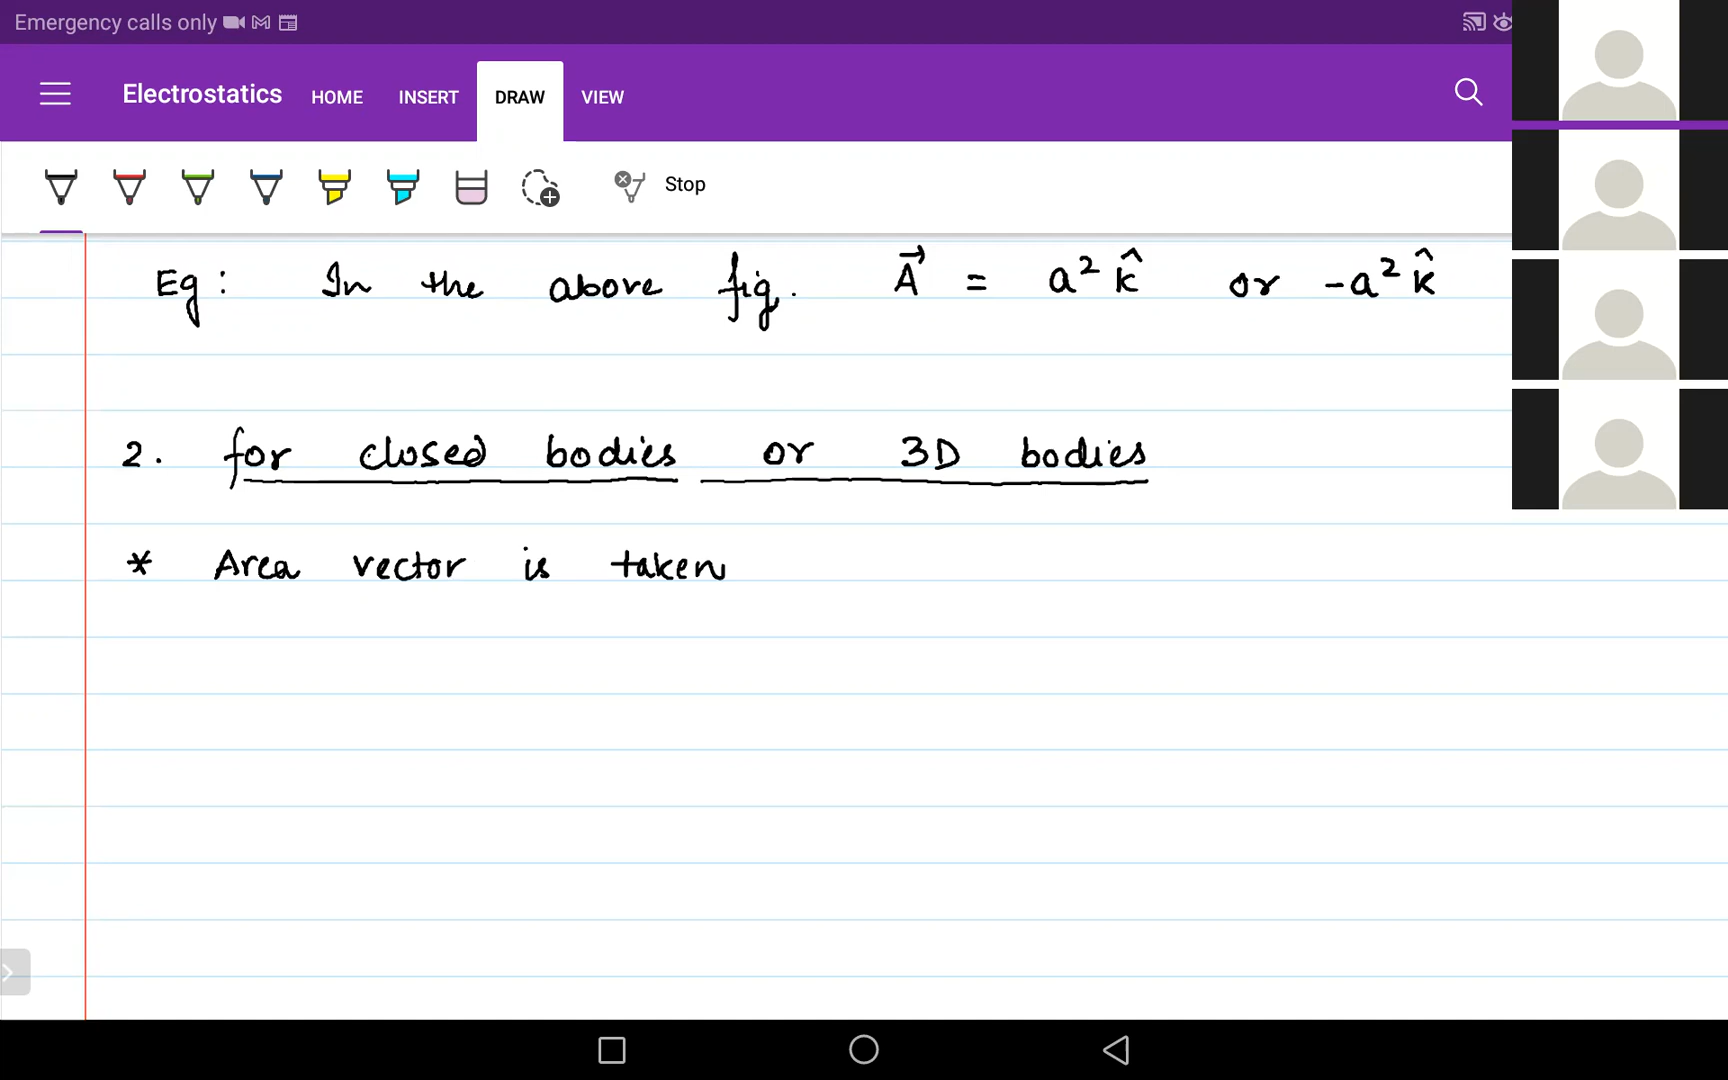 Emergency calls only
Electrostatics HOME INSERT DRAW VIEW
Stop
Eg : In the above fig. A⃗ = a² k̂ or -a² k̂
2. for closed bodies or 3D bodies
* Area vector is taken